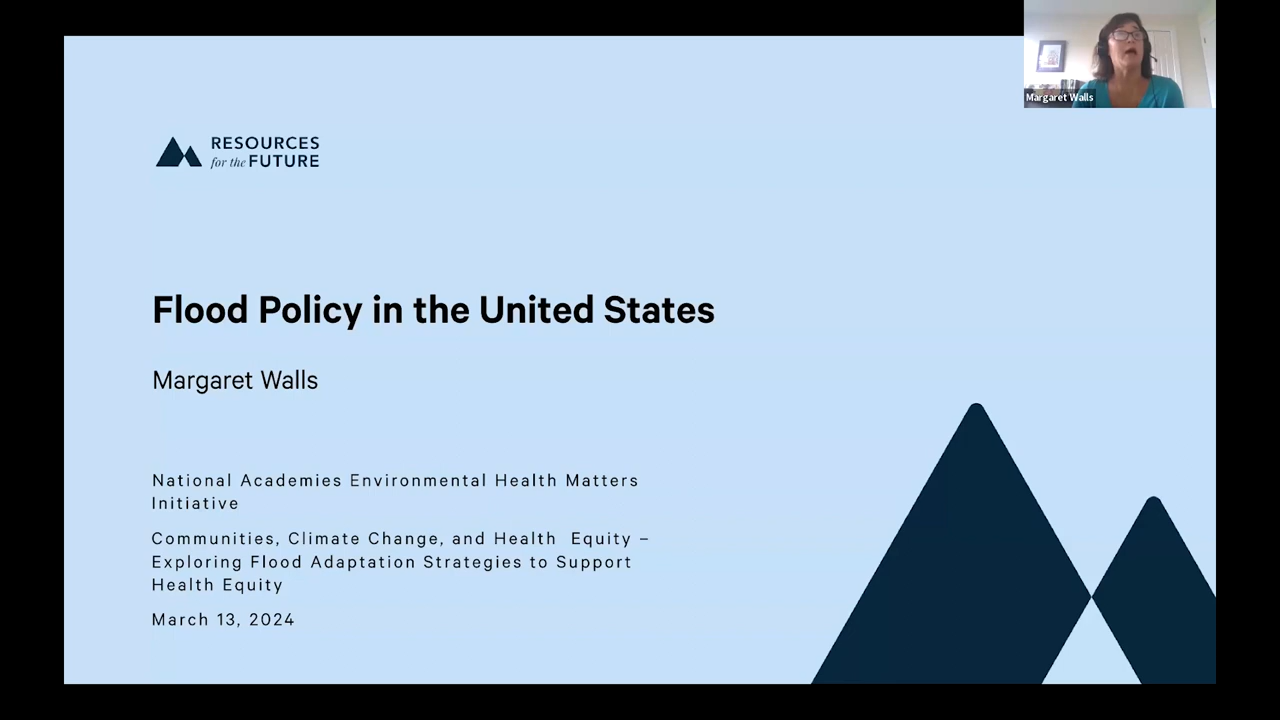 Margaret Walls
RESOURCES
for the FUTURE
Flood Policy in the United States
Margaret Walls
National Academies Environmental Health Matters
Initiative
Communities, Climate Change, and Health Equity –
Exploring Flood Adaptation Strategies to Support
Health Equity
March 13, 2024